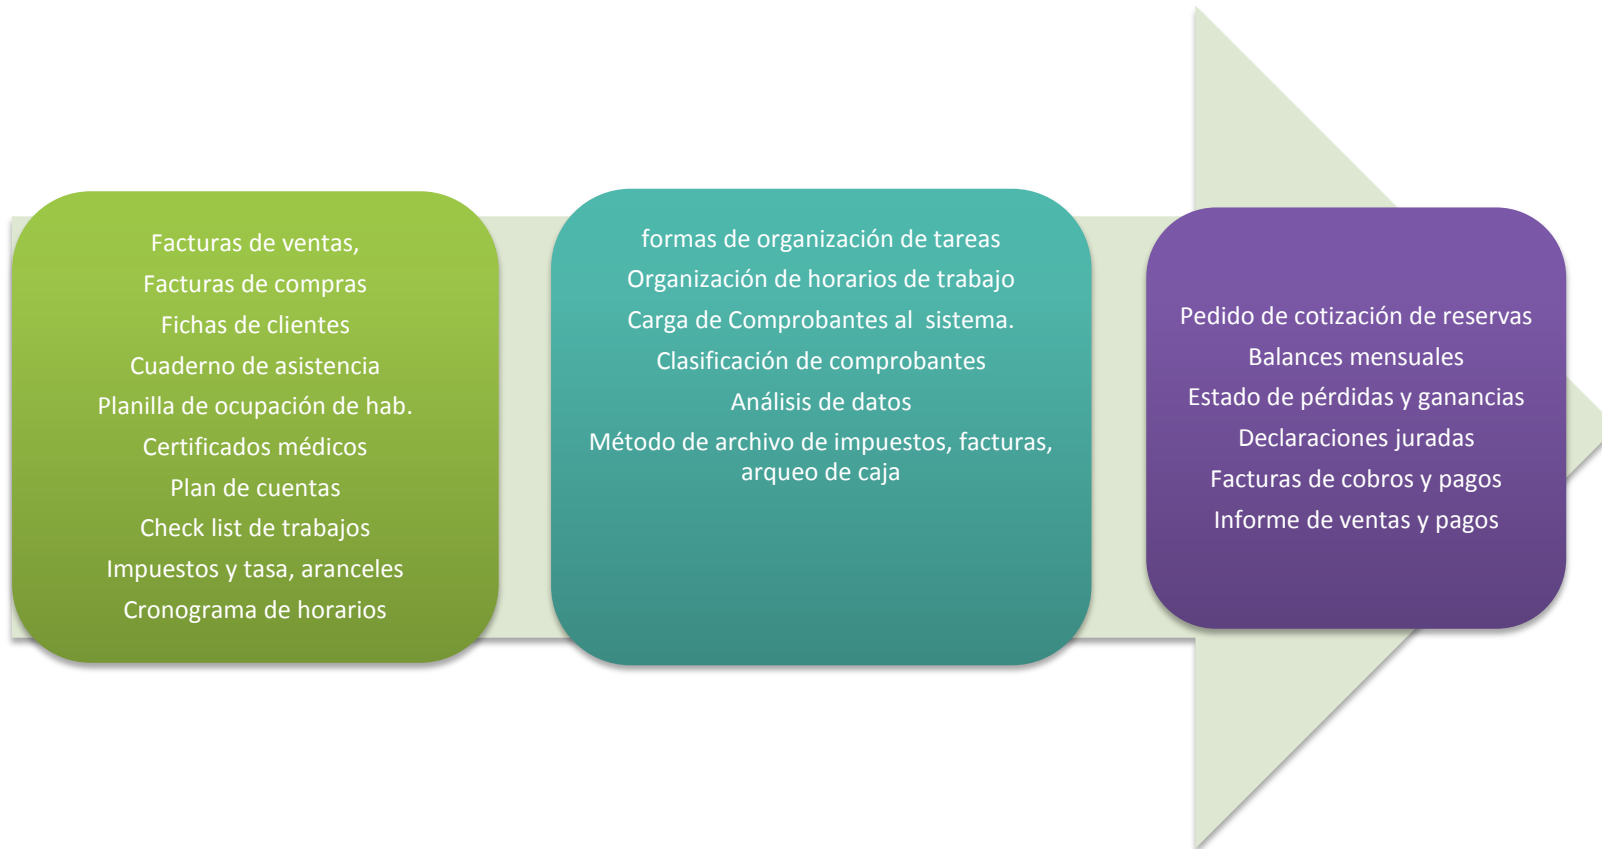 Facturas de ventas,
Facturas de compras
Fichas de clientes
Cuaderno de asistencia
Planilla de ocupación de hab.
Certificados médicos
Plan de cuentas
Check list de trabajos
Impuestos y tasa, aranceles
Cronograma de horarios
formas de organización de tareas
Organización de horarios de trabajo
Carga de Comprobantes al  sistema.
Clasificación de comprobantes
Análisis de datos
Método de archivo de impuestos, facturas,
arqueo de caja
Pedido de cotización de reservas
Balances mensuales
Estado de pérdidas y ganancias
Declaraciones juradas
Facturas de cobros y pagos
Informe de ventas y pagos